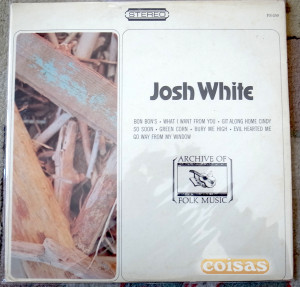 STEREO
Josh White
BON BON'S • WHAT I WANT FROM YOU • GIT ALONG HOME CINDY
GO SOON • GREEN CORN • BURY ME HIGH • EVIL HEARTED ME
GO WAY FROM MY WINDOW
ARCHIVE OF
FOLK MUSIC
coisas